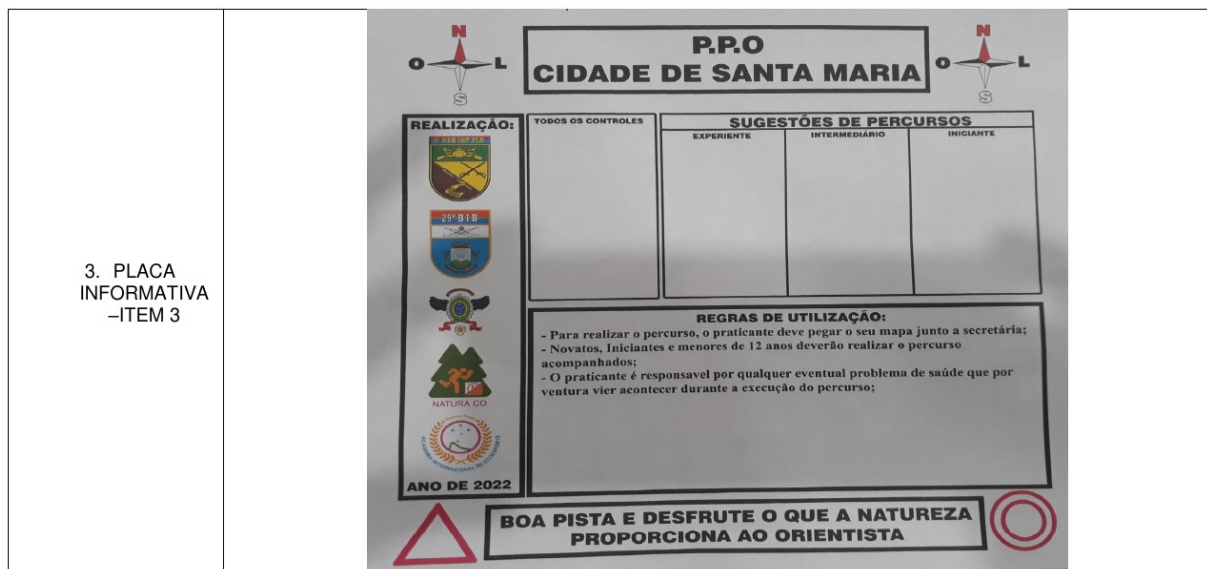 3. PLACA
INFORMATIVA
–ITEM 3
N
O
L
S
P.P.O
CIDADE DE SANTA MARIA
N
O
L
S
REALIZAÇÃO:
29º B I B
NATURA CO
ANO DE 2022
TODOS OS CONTROLES
SUGESTÕES DE PERCURSOS
EXPERIENTE
INTERMEDIÁRIO
INICIANTE
REGRAS DE UTILIZAÇÃO:
- Para realizar o percurso, o praticante deve pegar o seu mapa junto a secretária;
- Novatos, Iniciantes e menores de 12 anos deverão realizar o percurso
acompanhados;
- O praticante é responsavel por qualquer eventual problema de saúde que por
ventura vier acontecer durante a execução do percurso;
BOA PISTA E DESFRUTE O QUE A NATUREZA
PROPORCIONA AO ORIENTISTA